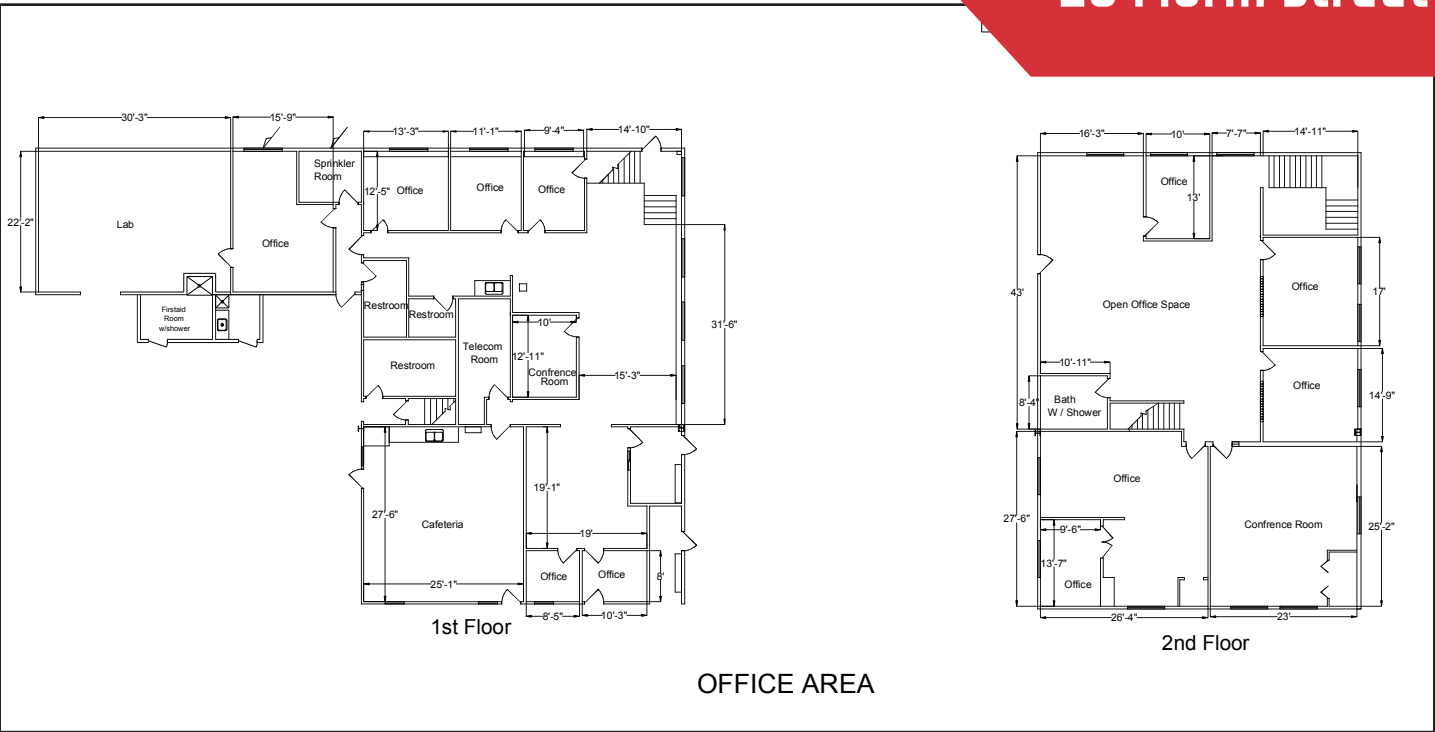 Street
30'-3"
15'-9"
13'-3"
11'-1"
9'-4"
14'-10"
22'-2"
Lab
Office
Sprinkler
Room
12'-5"
Office
Office
Office
Firstaid
Room
w/shower
Restroom
Restroom
Restroom
Telecom
Room
10'
12'-11"
Confrence
Room
15'-3"
31'-6"
27'-6"
Cafeteria
25'-1"
19'-1"
19'
Office
Office
8'
8'-5"
10'-3"
1st Floor
16'-3"
10'
7'-7"
14'-11"
Office
13'
43'
Open Office Space
Office
17'
10'-11"
8'-4"
Bath
W / Shower
Office
14'-9"
27'-6"
Office
9'-6"
13'-7"
Office
Confrence Room
25'-2"
26'-4"
23'
2nd Floor
OFFICE AREA